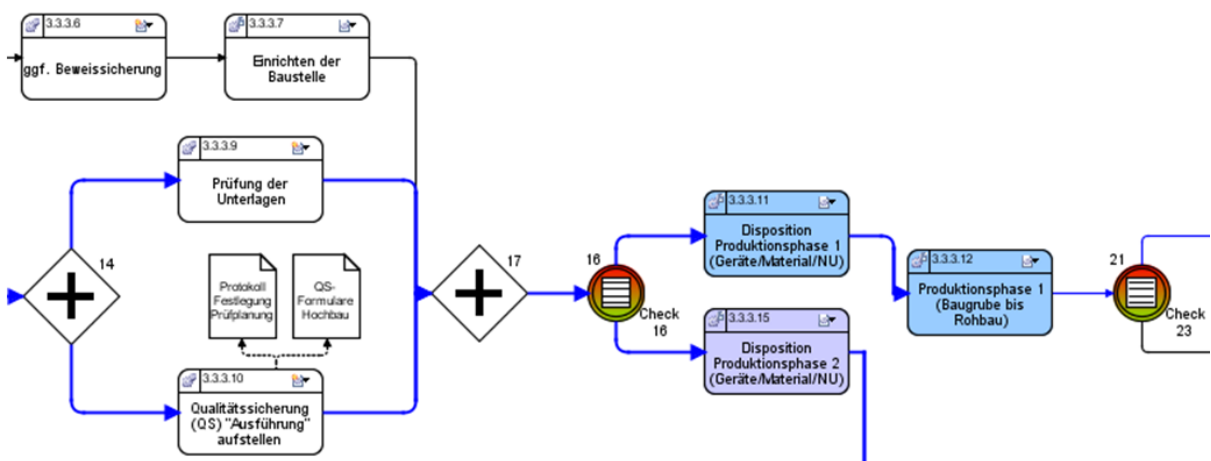 3.3.3.6
ggf. Beweissicherung
3.3.3.7
Einrichten der
Baustelle
3.3.3.9
Prüfung der
Unterlagen
14
Protokoll
Festlegung
Prüfplanung
QS-
Formulare
Hochbau
3.3.3.10
Qualitätssicherung
(QS) "Ausführung"
aufstellen
17
16
Check
16
3.3.3.11
Disposition
Produktionsphase 1
(Geräte/Material/NU)
3.3.3.15
Disposition
Produktionsphase 2
(Geräte/Material/NU)
3.3.3.12
Produktionsphase 1
(Baugrube bis
Rohbau)
21
Check
23